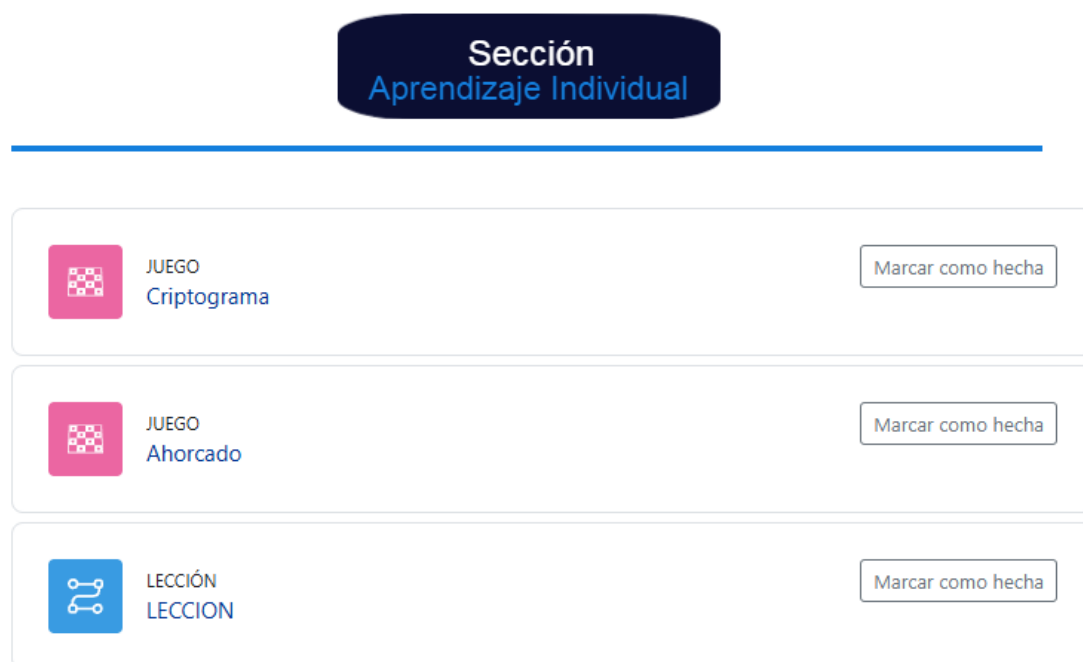 Sección
Aprendizaje Individual
JUEGO
Criptograma
Marcar como hecha
JUEGO
Ahorcado
Marcar como hecha
LECCIÓN
LECCION
Marcar como hecha